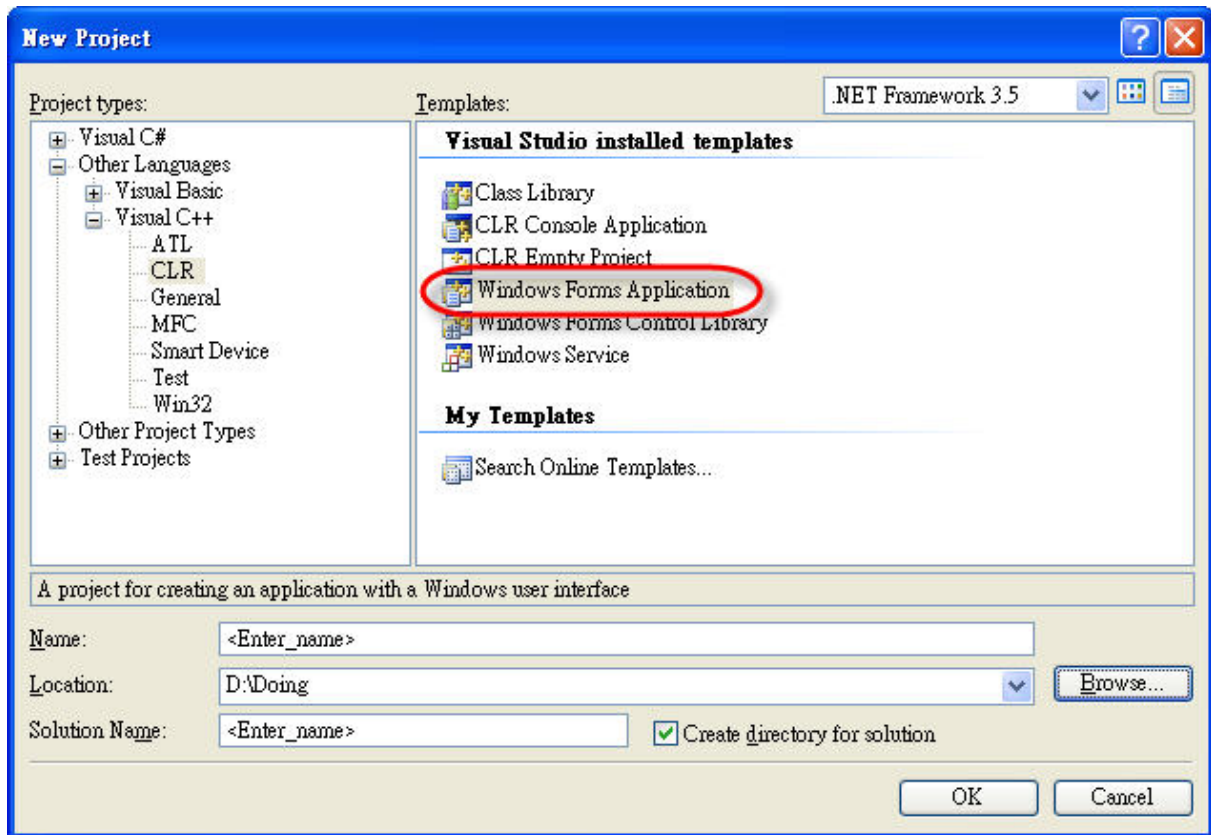 New Project
Project types:
Templates:
.NET Framework 3.5
Visual C#
Other Languages
Visual Basic
Visual C++
ATL
CLR
General
MFC
Smart Device
Test
Win32
Other Project Types
Test Projects
Visual Studio installed templates
Class Library
CLR Console Application
CLR Empty Project
Windows Forms Application
Windows Forms Control Library
Windows Service
My Templates
Search Online Templates...
A project for creating an application with a Windows user interface
Name:
<Enter_name>
Location:
D:\Doing
Browse...
Solution Name:
<Enter_name>
Create directory for solution
OK
Cancel